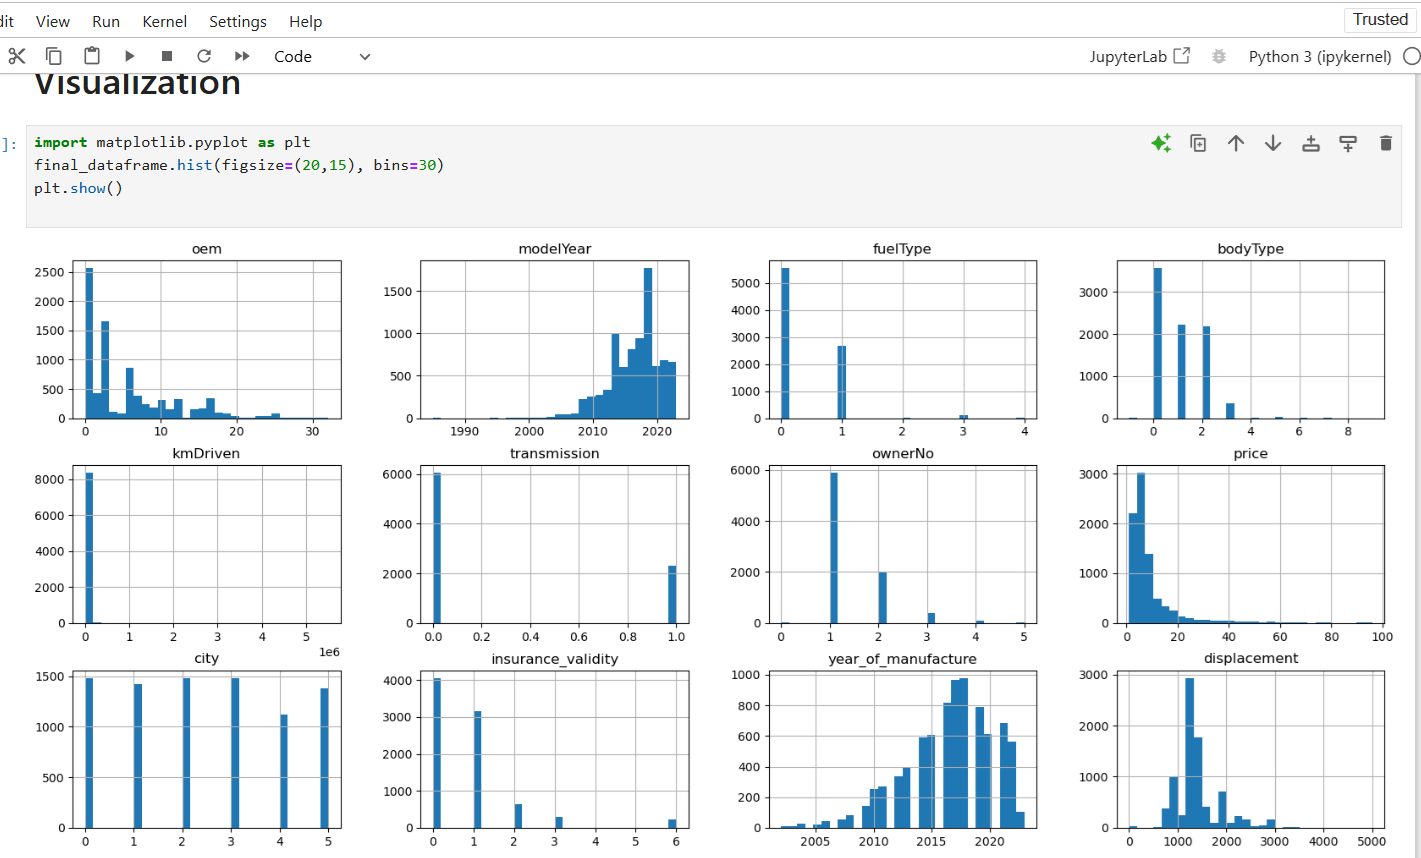 dit View Run Kernel Settings Help Trusted
Code JupyterLab Python 3 (ipykernel)
Visualization
]:
import matplotlib.pyplot as plt
final_dataframe.hist(figsize=(20,15), bins=30)
plt.show()
oem
2500
2000
1500
1000
500
0
0 10 20 30
modelYear
1500
1000
500
0
1990 2000 2010 2020
fuelType
5000
4000
3000
2000
1000
0
0 1 2 3 4
bodyType
3000
2000
1000
0
0 2 4 6 8
kmDriven
8000
6000
4000
2000
0
0 1 2 3 4 5
1e6
transmission
6000
4000
2000
0
0.0 0.2 0.4 0.6 0.8 1.0
ownerNo
6000
4000
2000
0
0 1 2 3 4 5
price
3000
2000
1000
0
0 20 40 60 80 100
city
1500
1000
500
0
0 1 2 3 4 5
insurance_validity
4000
3000
2000
1000
0
0 1 2 3 4 5 6
year_of_manufacture
1000
800
600
400
200
0
2005 2010 2015 2020
displacement
3000
2000
1000
0
0 1000 2000 3000 4000 5000